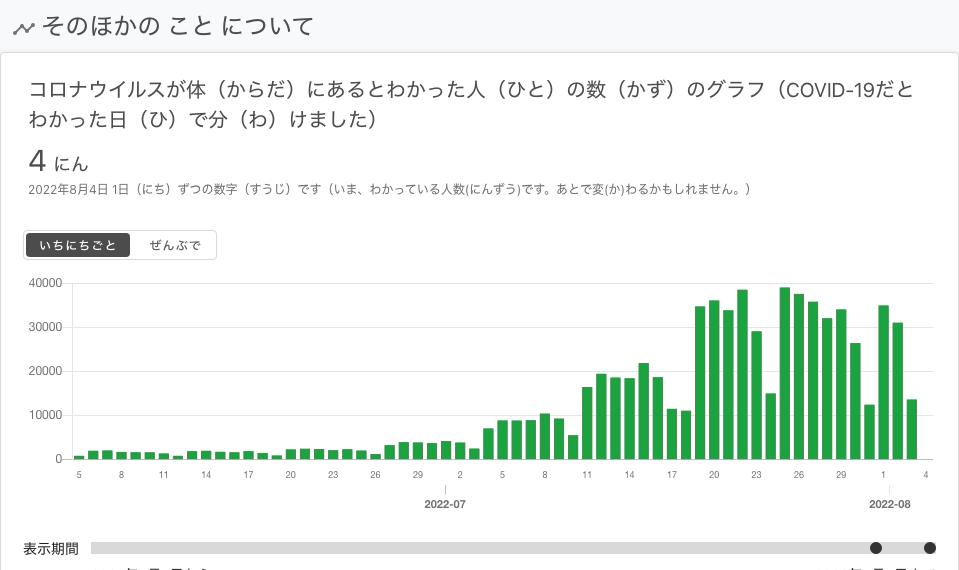 そのほかの こと について
コロナウイルスが体（からだ）にあるとわかった人（ひと）の数（かず）のグラフ（COVID-19だと
わかった日（ひ）で分（わ）けました）
4 にん
2022年8月4日 1日（にち）ずつの数字（すうじ）です（いま、わかっている人数(にんずう)です。あとで変(か)わるかもしれません。）
いちにちごと ぜんぶで
40000
30000
20000
10000
0
5 8 11 14 17 20 23 26 29 2 5 8 11 14 17 20 23 26 29 1 4
2022-07 2022-08
表示期間